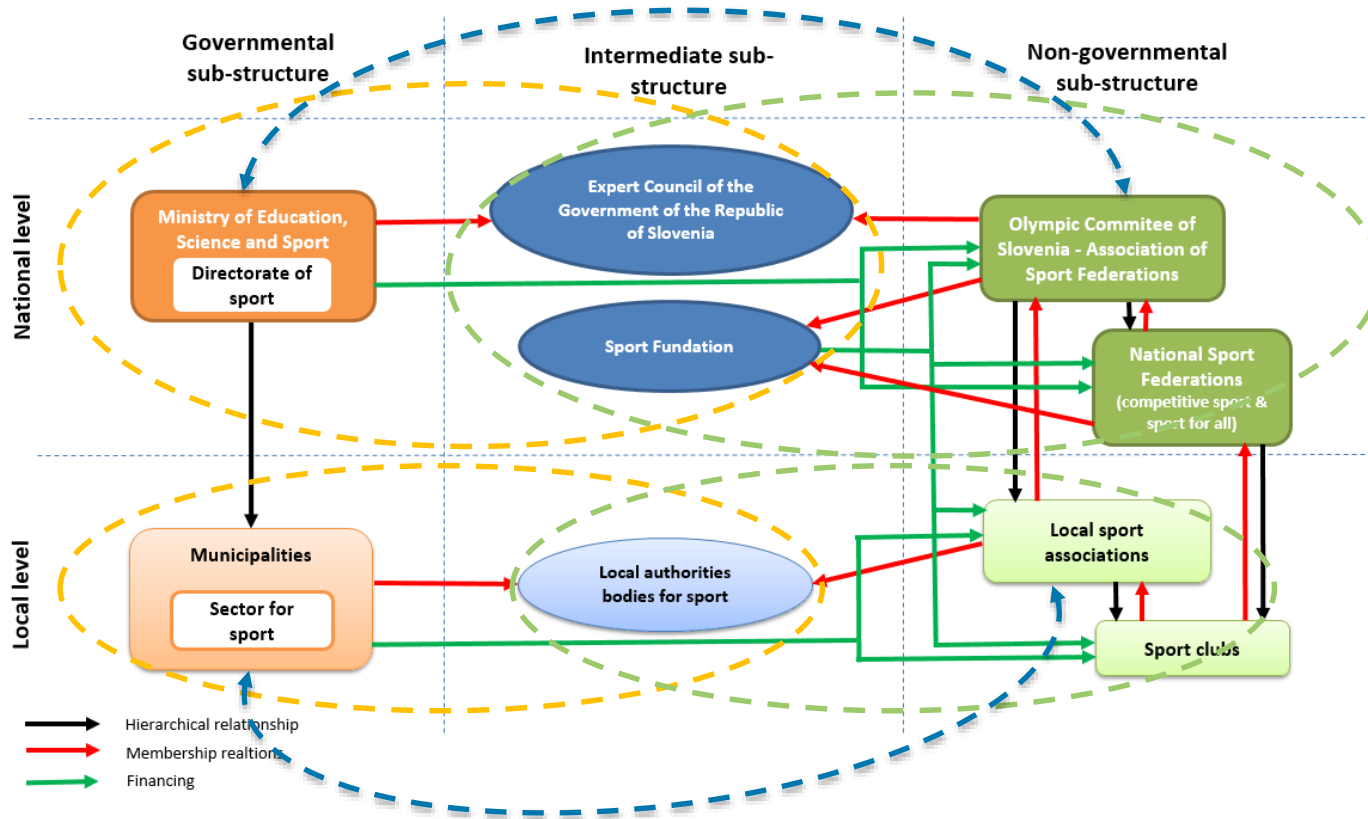 Governmental
sub-structure
Intermediate sub-
structure
Non-governmental
sub-structure
National level
Ministry of Education,
Science and Sport
Directorate of
sport
Expert Council of the
Government of the Republic
of Slovenia
Olympic Commitee of
Slovenia - Association of
Sport Federations
Sport Fundation
National Sport
Federations
(competitive sport &
sport for all)
Local level
Municipalities
Sector for
sport
Local authorities
bodies for sport
Local sport
associations
Sport clubs
Hierarchical relationship
Membership realtions
Financing